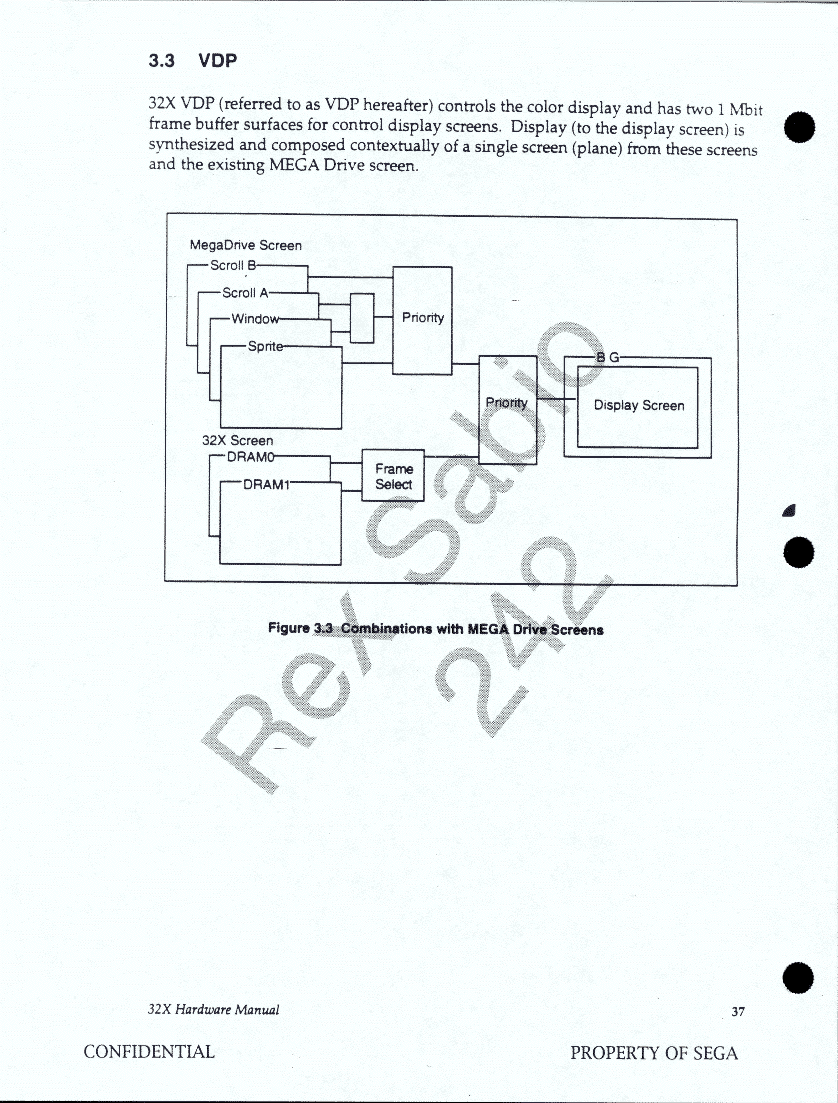 3.3 VDP
32X VDP (referred to as VDP hereafter) controls the color display and has two 1 Mbit
frame buffer surfaces for control display screens. Display (to the display screen) is
synthesized and composed contextually of a single screen (plane) from these screens
and the existing MEGA Drive screen.
MegaDrive Screen
Scroll B
Scroll A
Window
Sprite
Priority
Priority
B G
Display Screen
32X Screen
DRAM0
DRAM1
Frame
Select
Figure 3.3 Combinations with MEGA Drive Screens
Rex Sabio
242
32X Hardware Manual
37
CONFIDENTIAL
PROPERTY OF SEGA